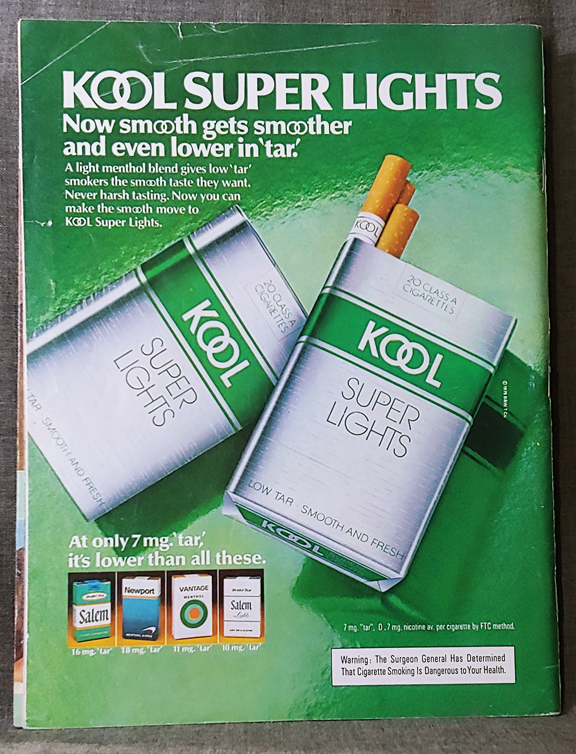 KOOL SUPER LIGHTS
Now smooth gets smoother
and even lower in 'tar.'
A light menthol blend gives low 'tar'
smokers the smooth taste they want.
Never harsh tasting. Now you can
make the smooth move to
KOOL Super Lights.
20 CLASS A
CIGARETTES
KOOL
SUPER
LIGHTS
TAR · SMOOTH AND FRESH
KOOL
20 CLASS A
CIGARETTES
KOOL
SUPER
LIGHTS
LOW TAR · SMOOTH AND FRESH
KOOL
At only 7 mg. 'tar,'
it's lower than all these.
Salem
Newport
VANTAGE
MENTHOL
Salem
Lights
16 mg. 'tar'
18 mg. 'tar'
11 mg. 'tar'
10 mg. 'tar'
7 mg. "tar", 0.7 mg. nicotine av. per cigarette by FTC method.
Warning: The Surgeon General Has Determined
That Cigarette Smoking Is Dangerous to Your Health.